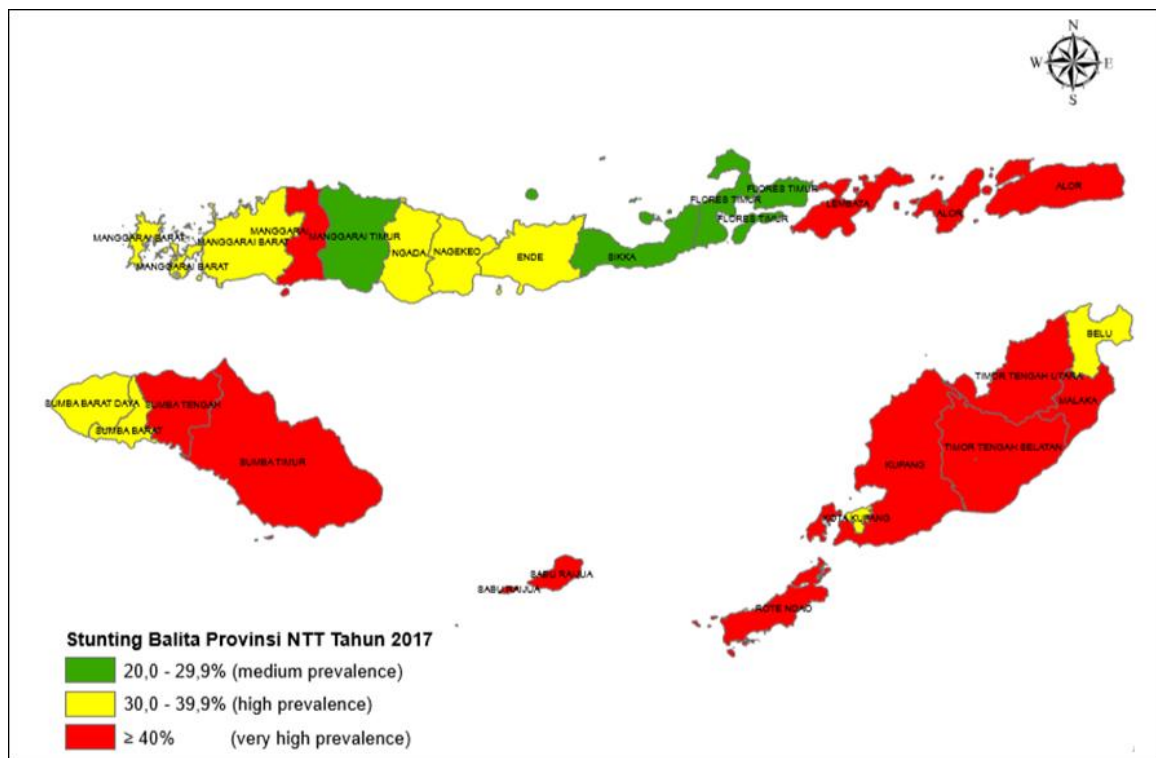 N
W E
S
FLORES TIMUR
ALOR
FLORES TIMUR
LEMBATA
FLORES TIMUR
ALOR
MANGGARAI
MANGGARAI BARAT
MANGGARAI BARAT
MANGGARAI TIMUR
MANGGARAI BARAT
NGADA
NAGEKEO
ENDE
SIKKA
BELU
TIMOR TENGAH UTARA
MALAKA
SUMBA BARAT DAYA
SUMBA TENGAH
SUMBA BARAT
SUMBA TIMUR
TIMOR TENGAH SELATAN
KUPANG
KOTA KUPANG
SABU RAIJUA
SABU RAIJUA
ROTE NDAO
Stunting Balita Provinsi NTT Tahun 2017
20,0 - 29,9% (medium prevalence)
30,0 - 39,9% (high prevalence)
≥ 40% (very high prevalence)